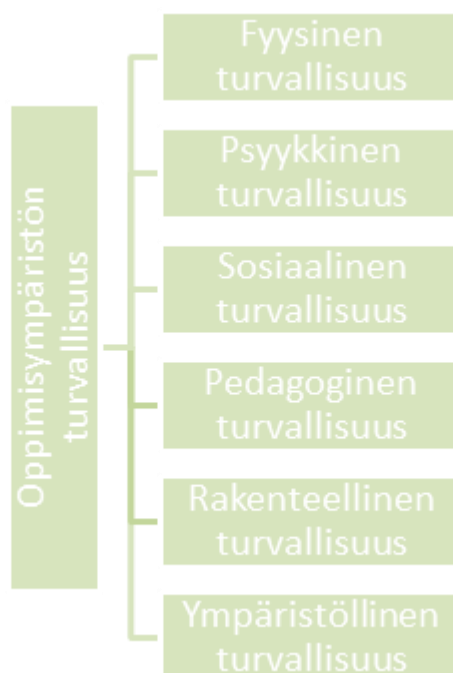 Oppimisympäristön
turvallisuus
Fyysinen
turvallisuus
Psyykkinen
turvallisuus
Sosiaalinen
turvallisuus
Pedagoginen
turvallisuus
Rakenteellinen
turvallisuus
Ympäristöllinen
turvallisuus